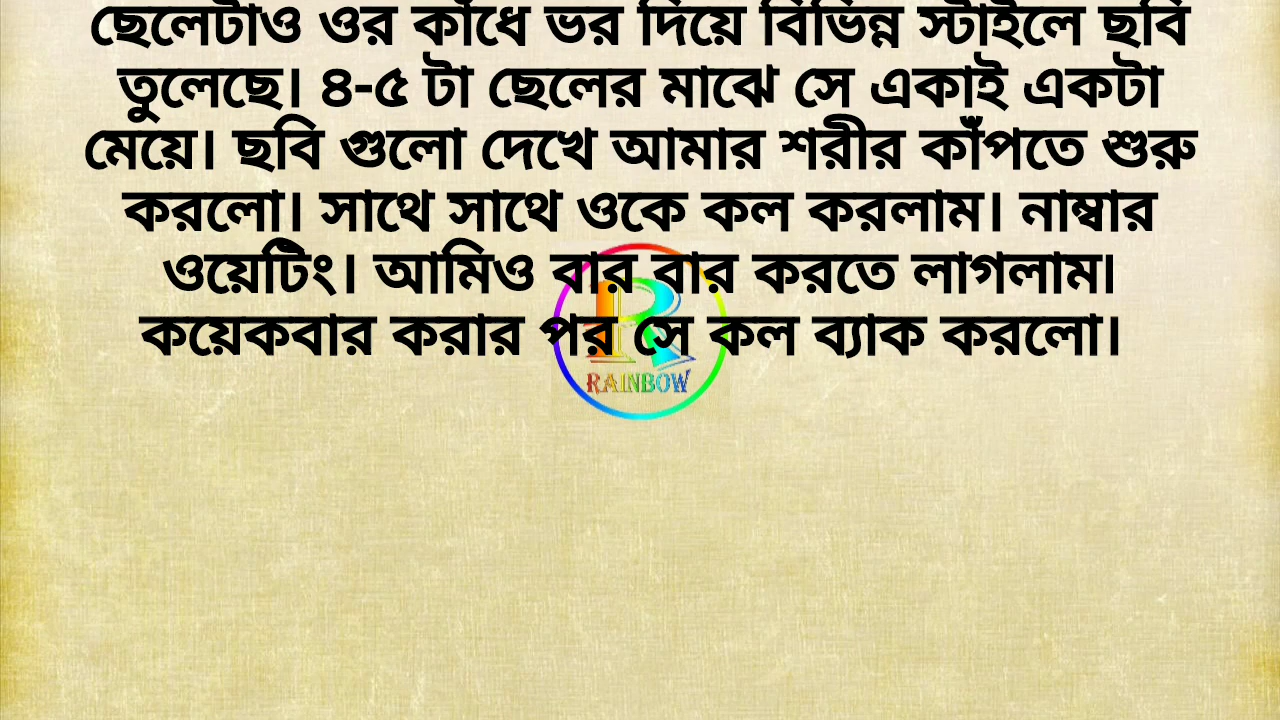 ছেলেটাও ওর কাঁধে ভর দিয়ে বিভিন্ন স্টাইলে ছবি
তুলেছে। ৪-৫ টা ছেলের মাঝে সে একাই একটা
মেয়ে। ছবি গুলো দেখে আমার শরীর কাঁপতে শুরু
করলো। সাথে সাথে ওকে কল করলাম। নাম্বার
ওয়েটিং। আমিও বার বার করতে লাগলাম।
কয়েকবার করার পর সে কল ব্যাক করলো।
R
RAINBOW